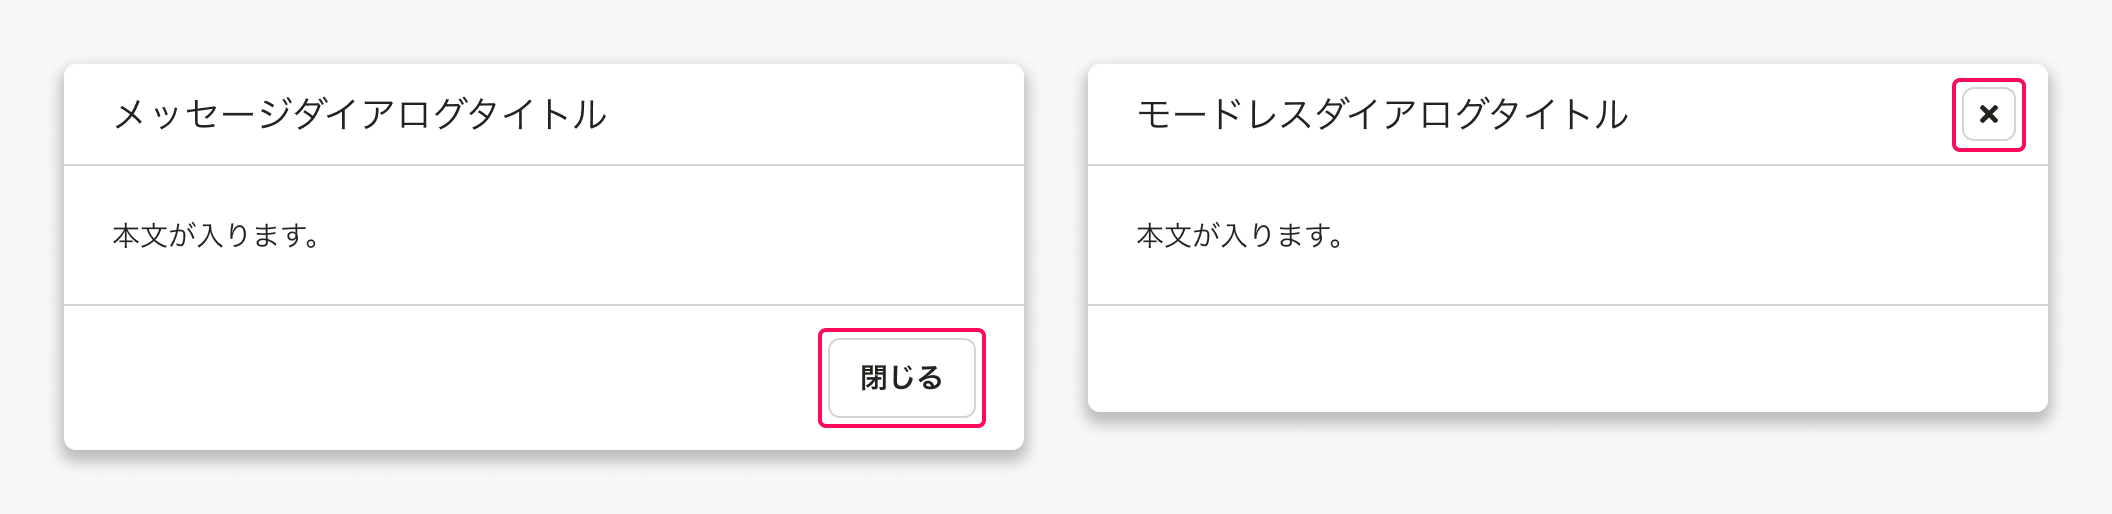 メッセージダイアログタイトル
本文が入ります。
閉じる
モードレスダイアログタイトル
本文が入ります。